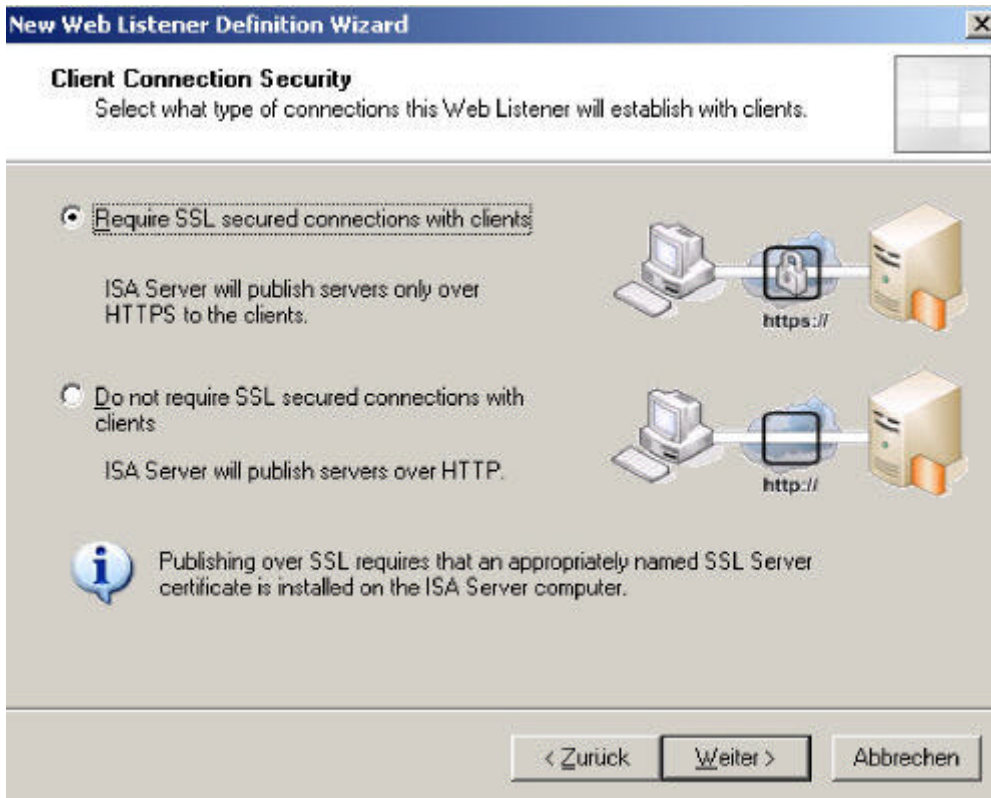 New Web Listener Definition Wizard
Client Connection Security
Select what type of connections this Web Listener will establish with clients.
Require SSL secured connections with clients
ISA Server will publish servers only over
HTTPS to the clients.
https://
Do not require SSL secured connections with
clients
ISA Server will publish servers over HTTP.
http://
Publishing over SSL requires that an appropriately named SSL Server
certificate is installed on the ISA Server computer.
< Zurück
Weiter >
Abbrechen